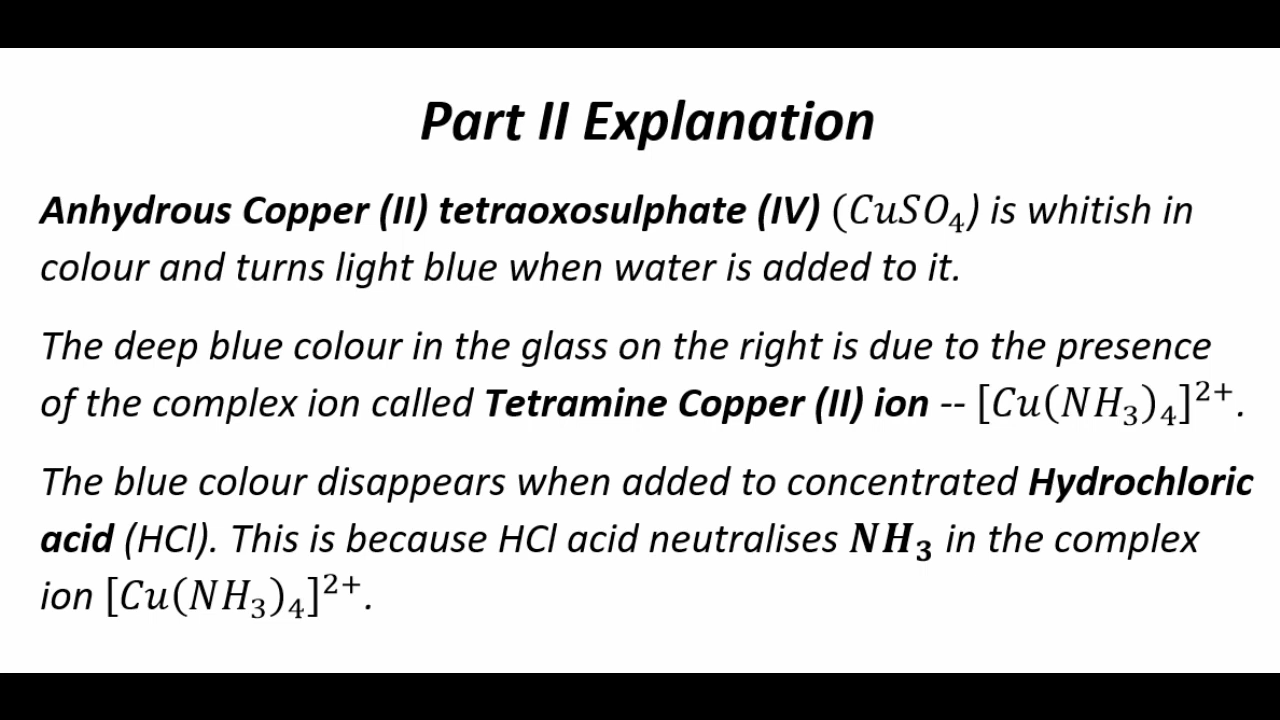 Part II Explanation
Anhydrous Copper (II) tetraoxosulphate (IV) (CuSO₄) is whitish in
colour and turns light blue when water is added to it.
The deep blue colour in the glass on the right is due to the presence
of the complex ion called Tetramine Copper (II) ion -- [Cu(NH₃)₄]²⁺.
The blue colour disappears when added to concentrated Hydrochloric
acid (HCl). This is because HCl acid neutralises NH₃ in the complex
ion [Cu(NH₃)₄]²⁺.